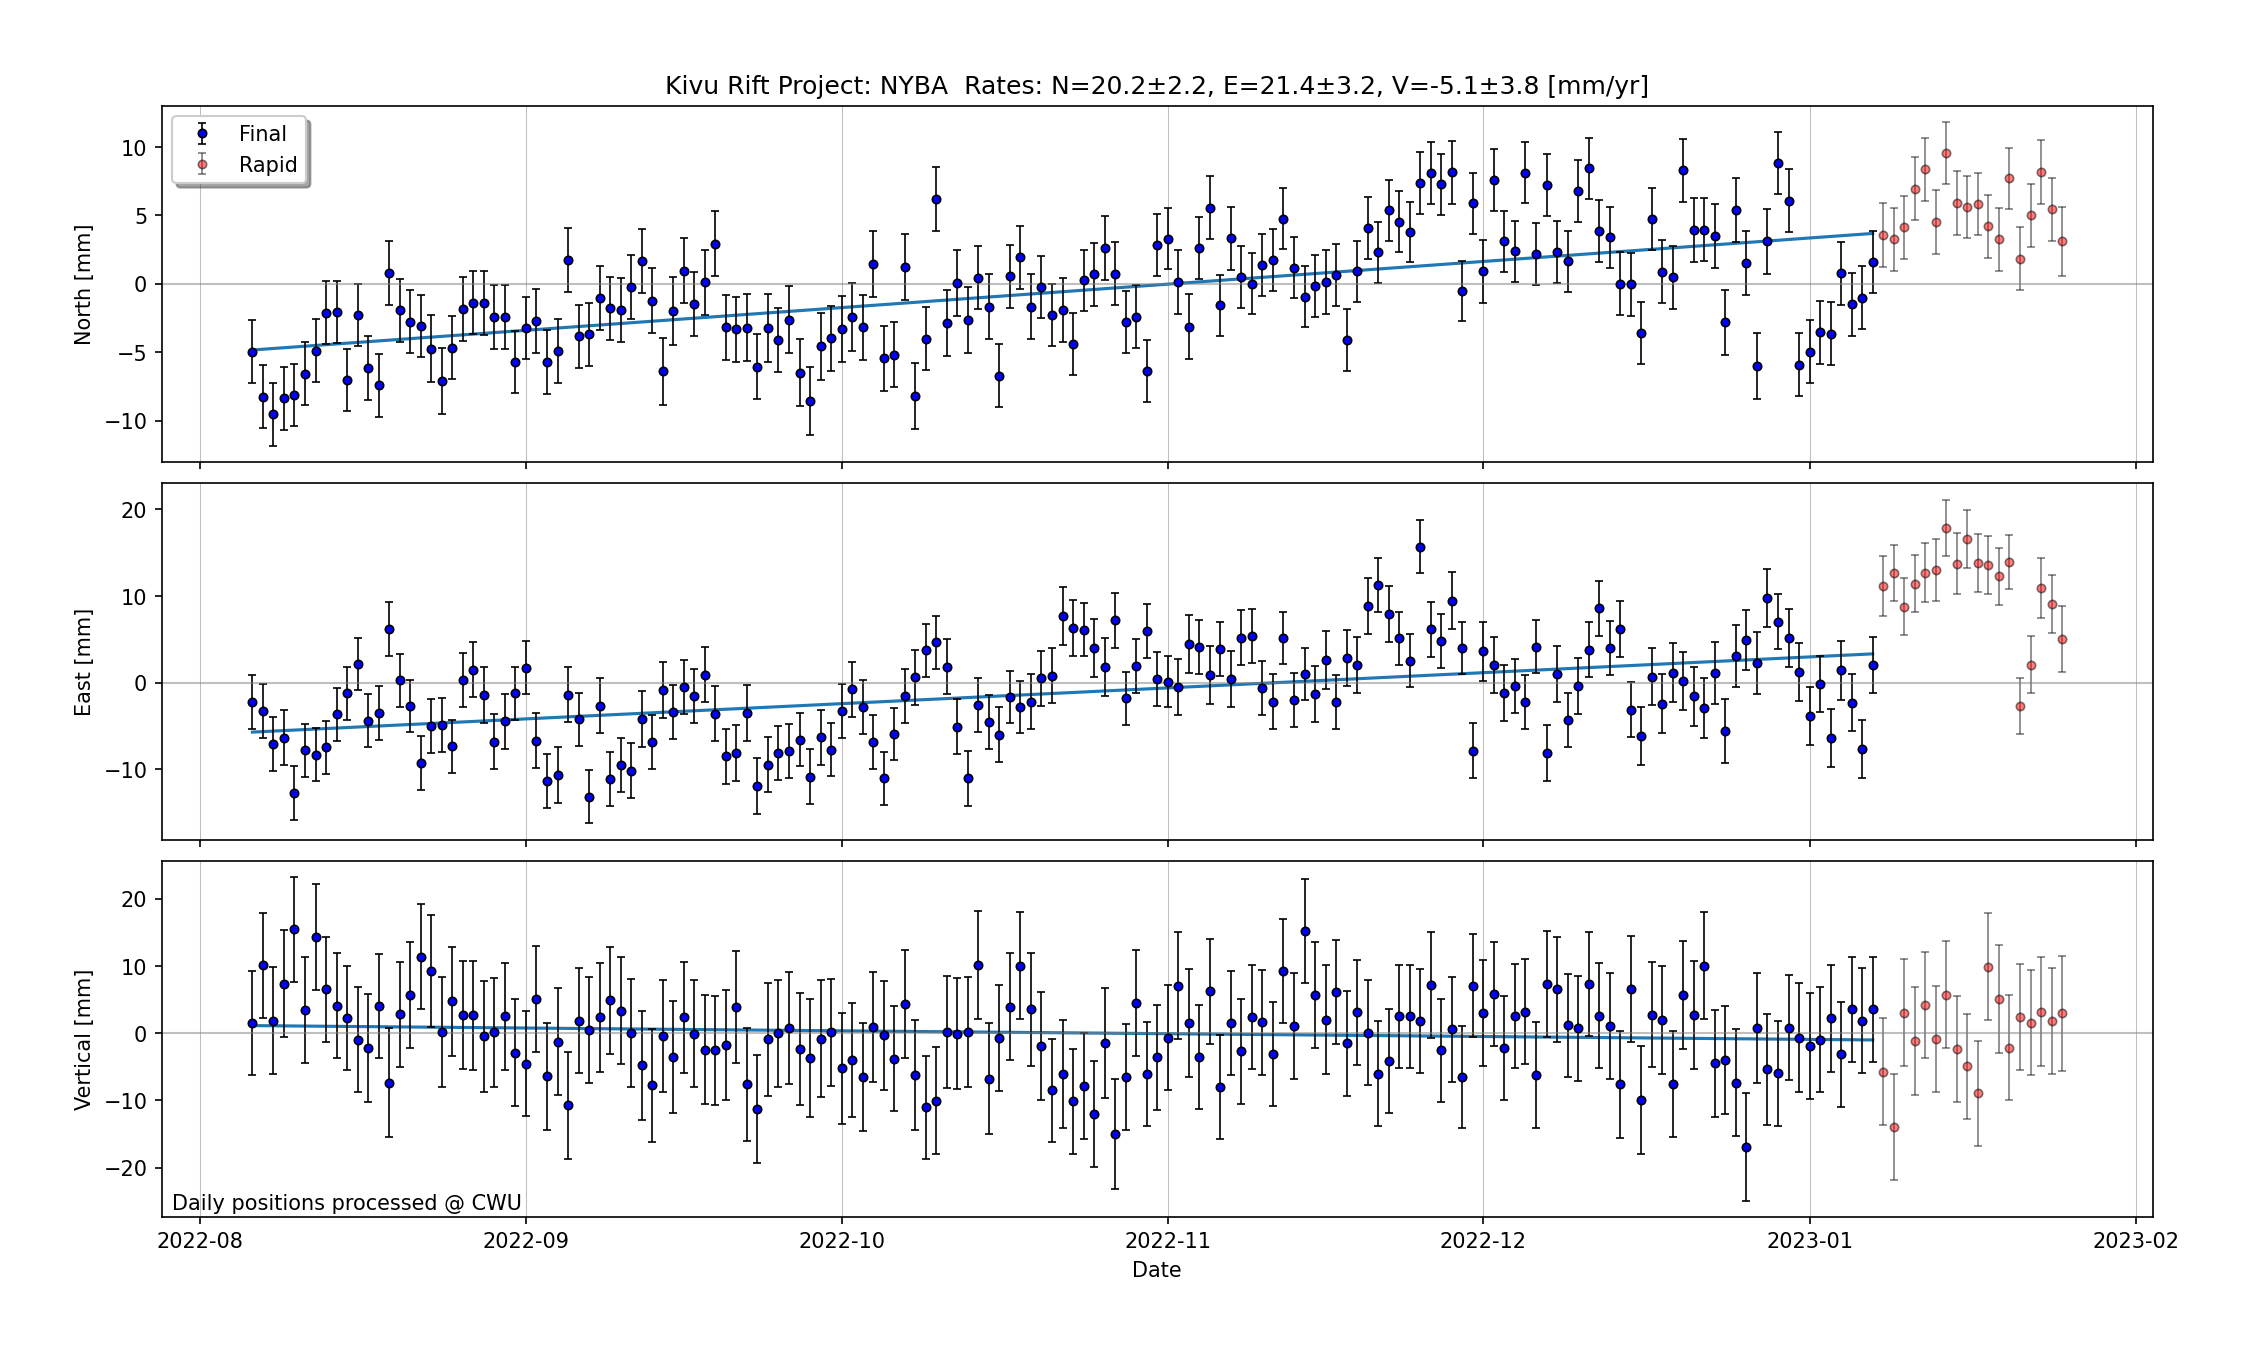 Kivu Rift Project: NYBA  Rates: N=20.2±2.2, E=21.4±3.2, V=-5.1±3.8 [mm/yr]
Final
Rapid
North [mm]
10
5
0
−5
−10
East [mm]
20
10
0
−10
Vertical [mm]
20
10
0
−10
−20
Daily positions processed @ CWU
2022-08 2022-09 2022-10 2022-11 2022-12 2023-01 2023-02
Date